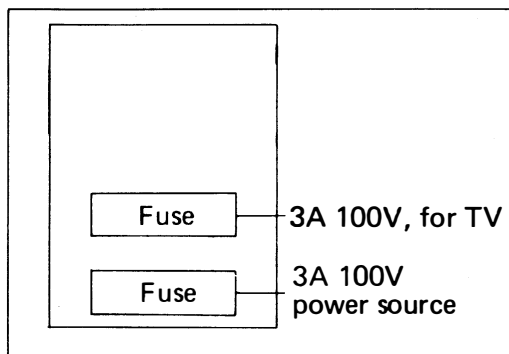 Fuse
3A 100V, for TV
Fuse
3A 100V
power source